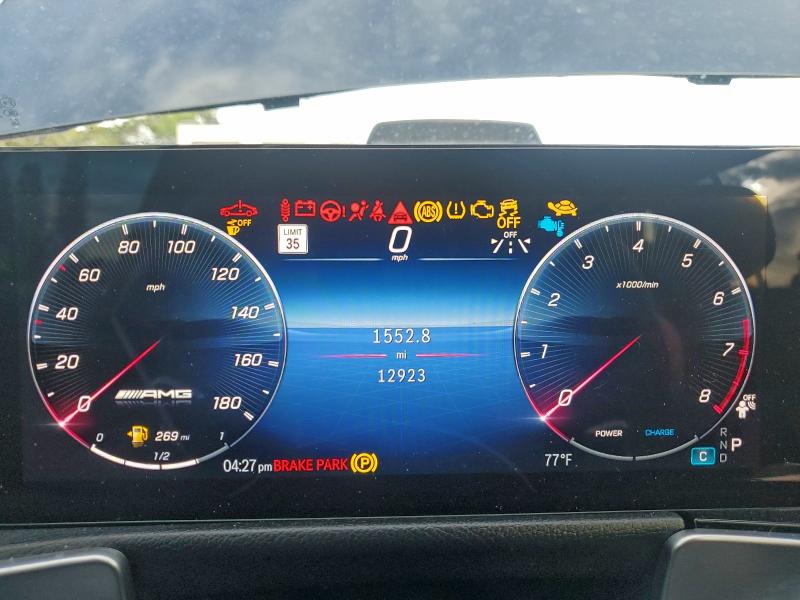 OFF
ABS
OFF
LIMIT
35
0
mph
OFF
0
20
40
60
80
100
120
140
160
180
mph
AMG
0
269 mi
1
1/2
1552.8
mi
12923
0
1
2
3
4
5
6
7
8
x1000/min
POWER CHARGE
OFF
R
N P
D
C
04:27 pm BRAKE PARK P
77°F